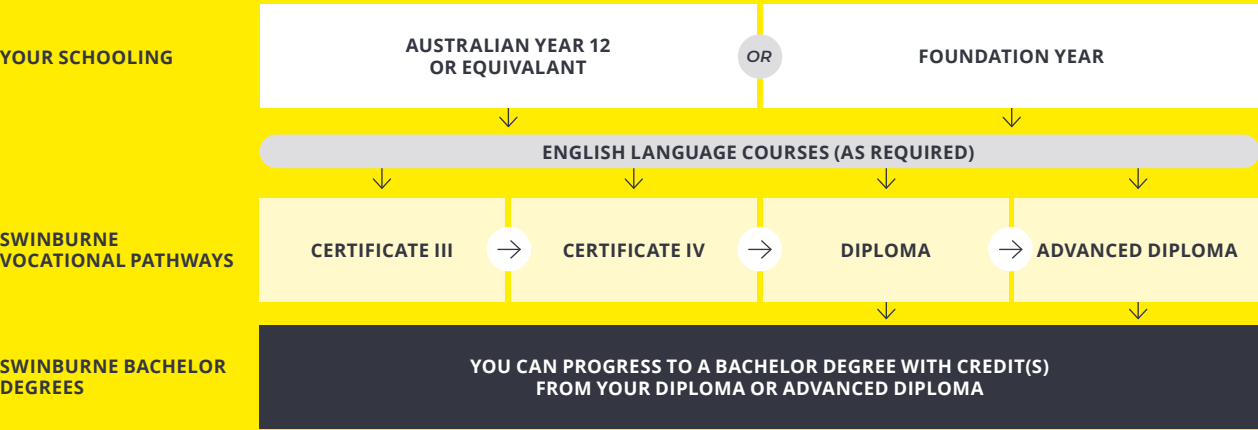 YOUR SCHOOLING
AUSTRALIAN YEAR 12
OR EQUIVALANT
OR
FOUNDATION YEAR
ENGLISH LANGUAGE COURSES (AS REQUIRED)
SWINBURNE
VOCATIONAL PATHWAYS
CERTIFICATE III
CERTIFICATE IV
DIPLOMA
ADVANCED DIPLOMA
SWINBURNE BACHELOR
DEGREES
YOU CAN PROGRESS TO A BACHELOR DEGREE WITH CREDIT(S)
FROM YOUR DIPLOMA OR ADVANCED DIPLOMA